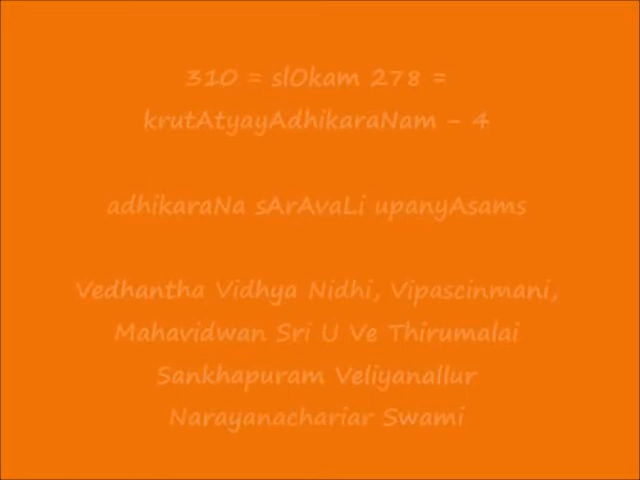 310 = slOkam 278 =
krutAtyayAdhikaraNam - 4
adhikaraNa sArAvaLi upanyAsams
Vedhantha Vidhya Nidhi, Vipascinmani,
Mahavidwan Sri U Ve Thirumalai
Sankhapuram Veliyanallur
Narayanachariar Swami